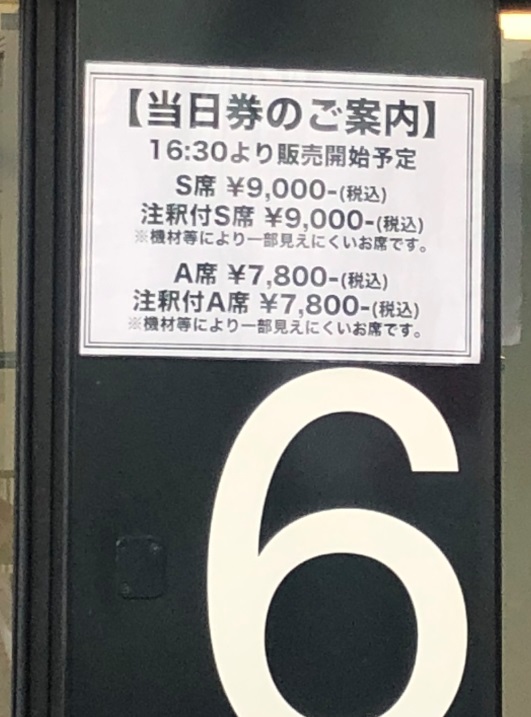 【当日券のご案内】
16:30より販売開始予定
S席 ¥9,000-(税込)
注釈付S席 ¥9,000-(税込)
※機材等により一部見えにくいお席です。
A席 ¥7,800-(税込)
注釈付A席 ¥7,800-(税込)
※機材等により一部見えにくいお席です。
6